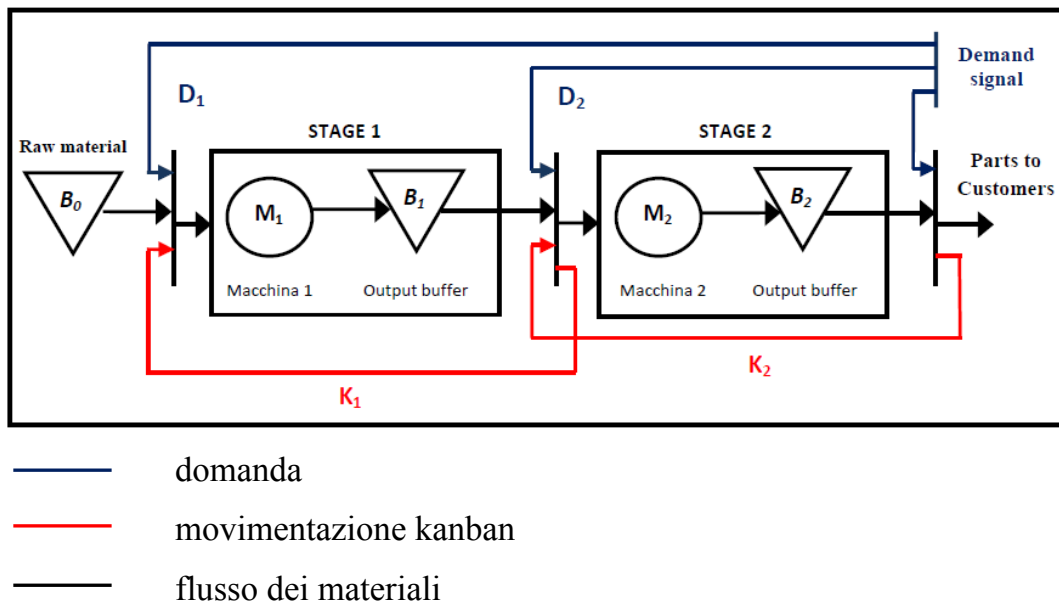 Demand
signal
D₁
D₂
STAGE 1
STAGE 2
Raw material
Parts to
Customers
B₀
M₁
B₁
M₂
B₂
Macchina 1
Output buffer
Macchina 2
Output buffer
K₁
K₂
domanda
movimentazione kanban
flusso dei materiali